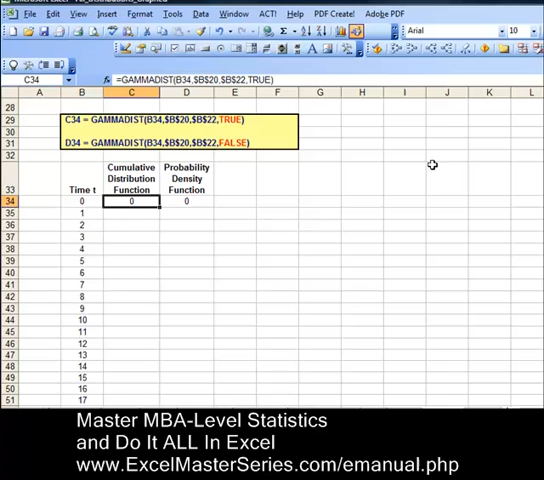 File Edit View Insert Format Tools Data Window ACT! Help PDF Create! Adobe PDF
Arial 10
C34 fx =GAMMADIST(B34,$B$20,$B$22,TRUE)
A B C D E F G H I J K L
28
29 C34 = GAMMADIST(B34,$B$20,$B$22,TRUE)
30
31 D34 = GAMMADIST(B34,$B$20,$B$22,FALSE)
32
Cumulative Probability
Distribution Density
33 Time t Function Function
34 0 0 0
35 1
36 2
37 3
38 4
39 5
40 6
41 7
42 8
43 9
44 10
45 11
46 12
47 13
48 14
49 15
50 16
51 17
Master MBA-Level Statistics
and Do It ALL In Excel
www.ExcelMasterSeries.com/emanual.php